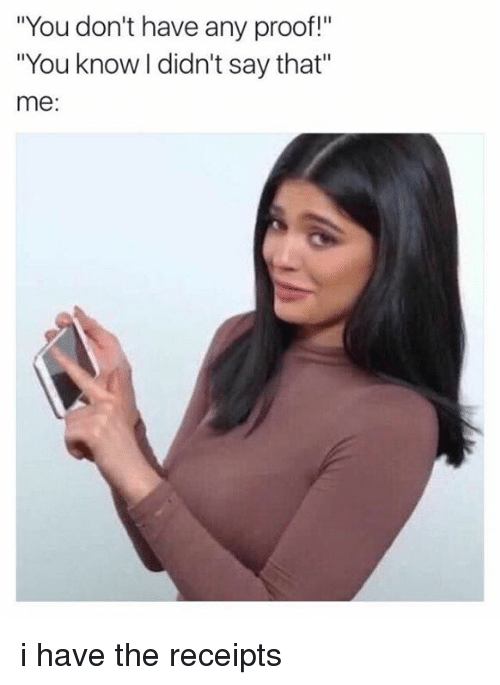 "You don't have any proof!"
"You know I didn't say that"
me:
i have the receipts